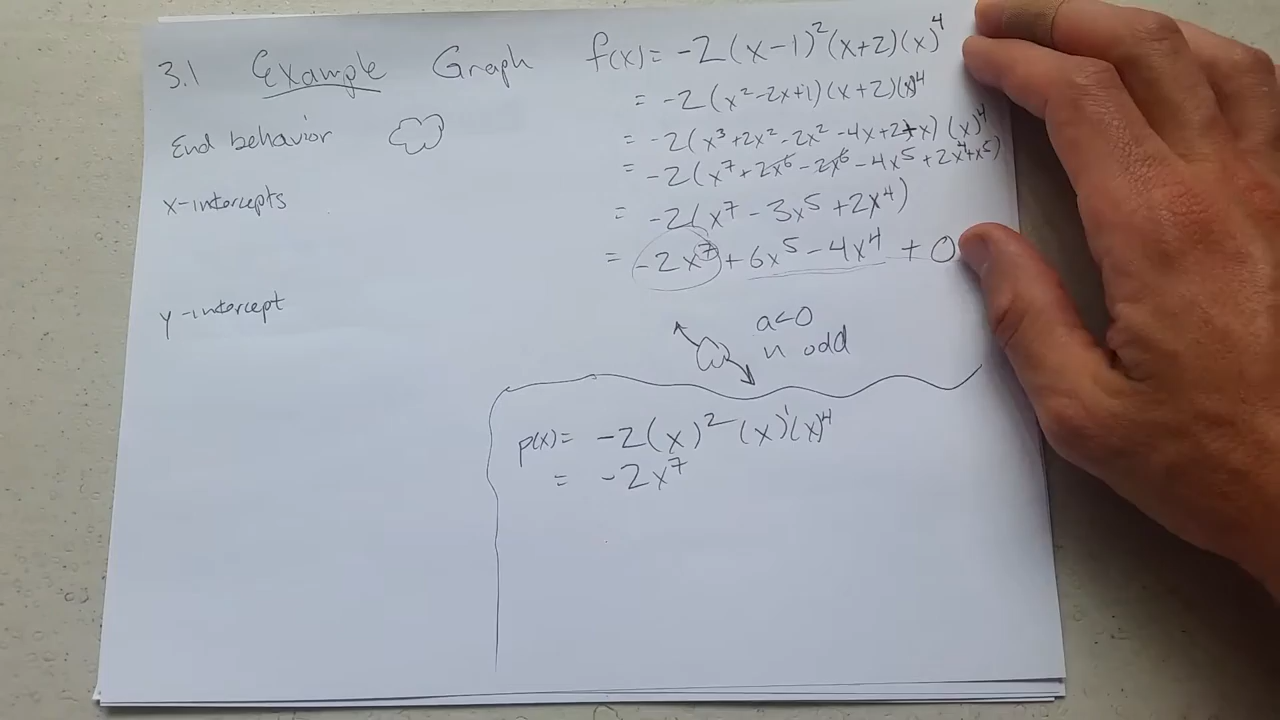 3.1 Example Graph f(x) = -2(x-1)²(x+2)(x)⁴
= -2(x²-2x+1)(x+2)(x)⁴
End behavior
= -2(x³+2x²-2x²-4x+2+x)(x)⁴
= -2(x⁷+2x⁶-2x⁶-4x⁵+2x⁴+x⁵)
x-intercepts
= -2(x⁷-3x⁵+2x⁴)
= -2x⁷+6x⁵-4x⁴+0
y-intercept
a<0
n odd
p(x) = -2(x)²(x)¹(x)⁴
= -2x⁷